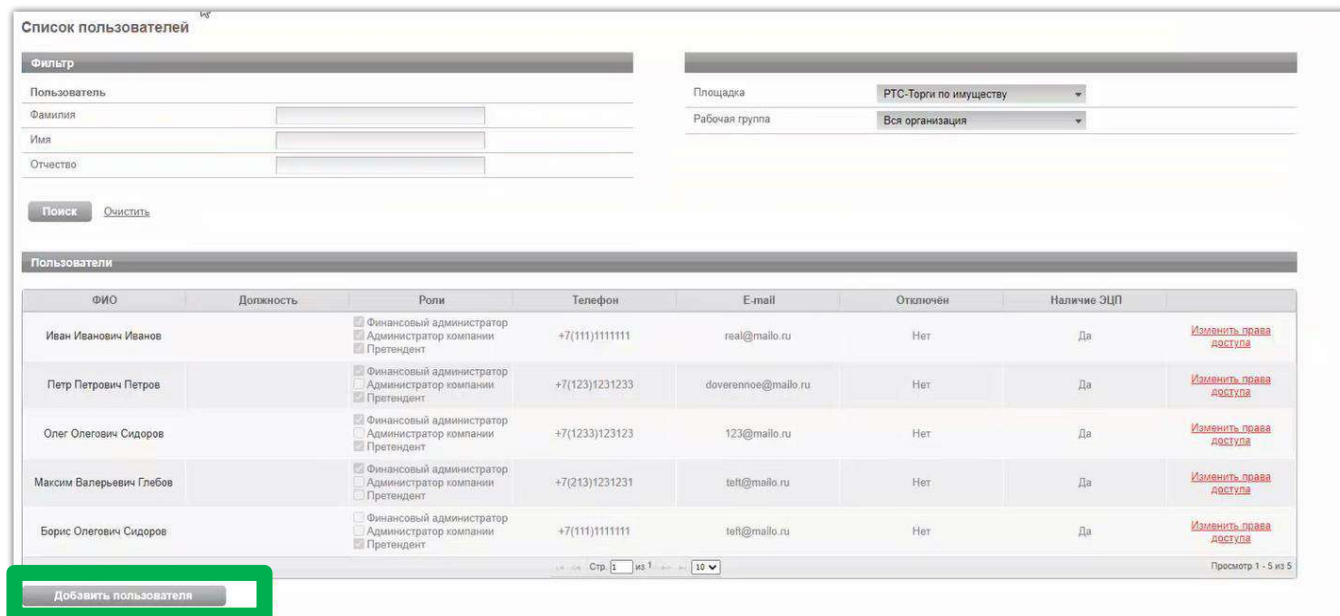 Список пользователей
Фильтр
Пользователь
Фамилия
Имя
Отчество
Площадка РТС-Торги по имуществу
Рабочая группа Вся организация
Поиск Очистить
Пользователи
ФИО Должность Роли Телефон E-mail Отключён Наличие ЭЦП
Иван Иванович Иванов Финансовый администратор Администратор компании Претендент +7(111)1111111 real@mailo.ru Нет Да Изменить права доступа
Петр Петрович Петров Финансовый администратор Администратор компании Претендент +7(123)1231233 doverennoe@mailo.ru Нет Да Изменить права доступа
Олег Олегович Сидоров Финансовый администратор Администратор компании Претендент +7(1233)123123 123@mailo.ru Нет Да Изменить права доступа
Максим Валерьевич Глебов Финансовый администратор Администратор компании Претендент +7(213)1231231 teft@mailo.ru Нет Да Изменить права доступа
Борис Олегович Сидоров Финансовый администратор Администратор компании Претендент +7(111)1111111 teft@mailo.ru Нет Да Изменить права доступа
Стр. 1 из 1 10 Просмотр 1 - 5 из 5
Добавить пользователя